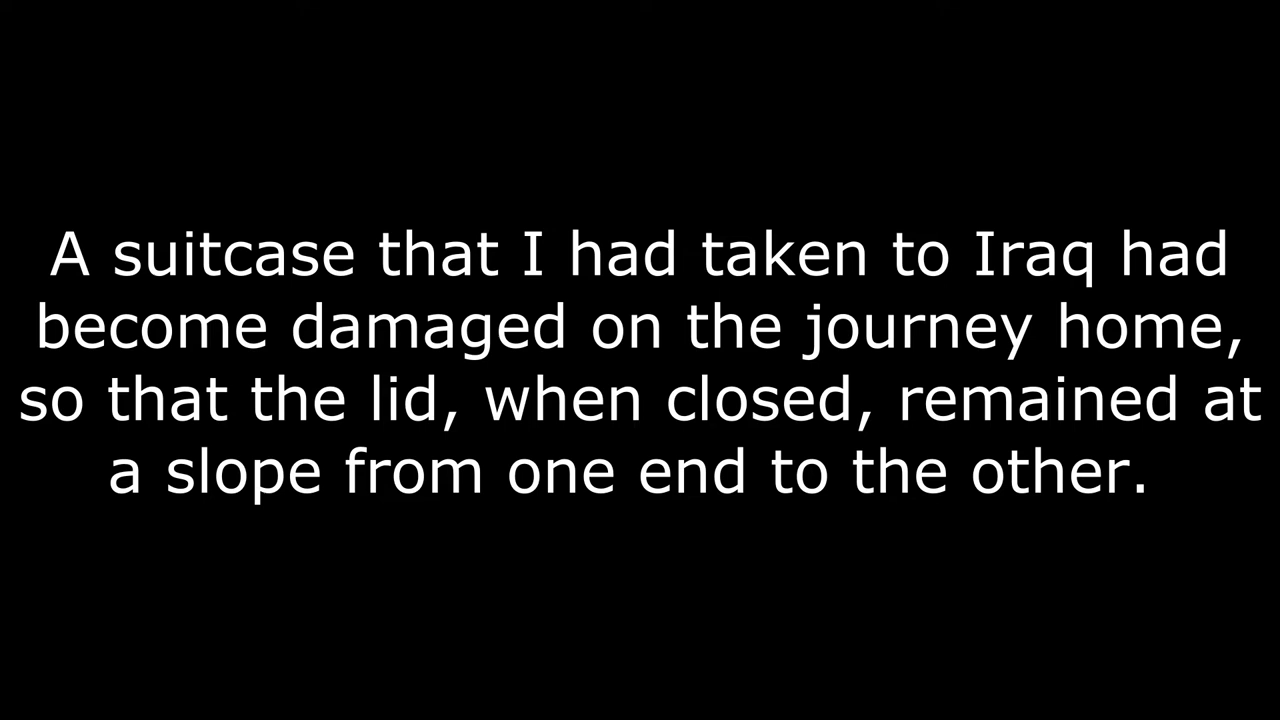 A suitcase that I had taken to Iraq had
become damaged on the journey home,
so that the lid, when closed, remained at
a slope from one end to the other.